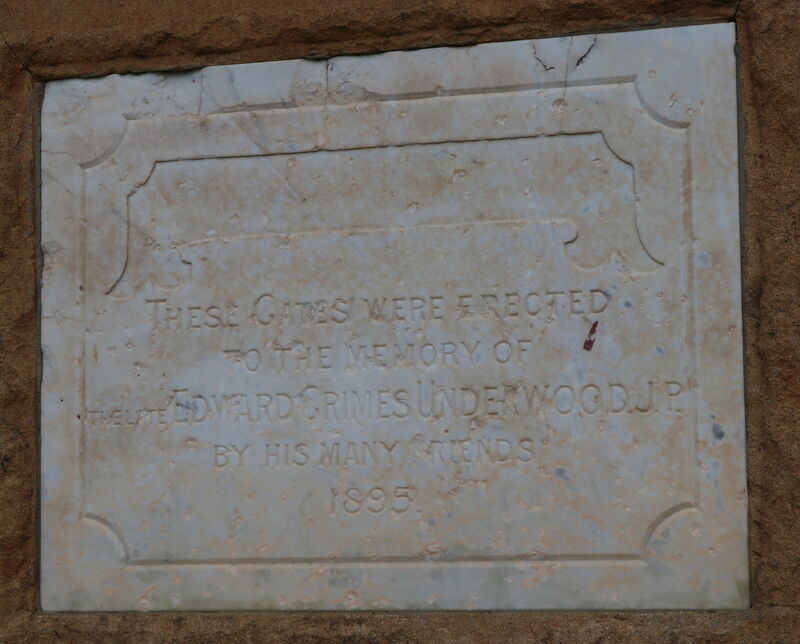 THESE GATES WERE ERECTED
TO THE MEMORY OF
THE LATE EDWARD GRIMES UNDERWOOD. J.P.
BY HIS MANY FRIENDS
1895.